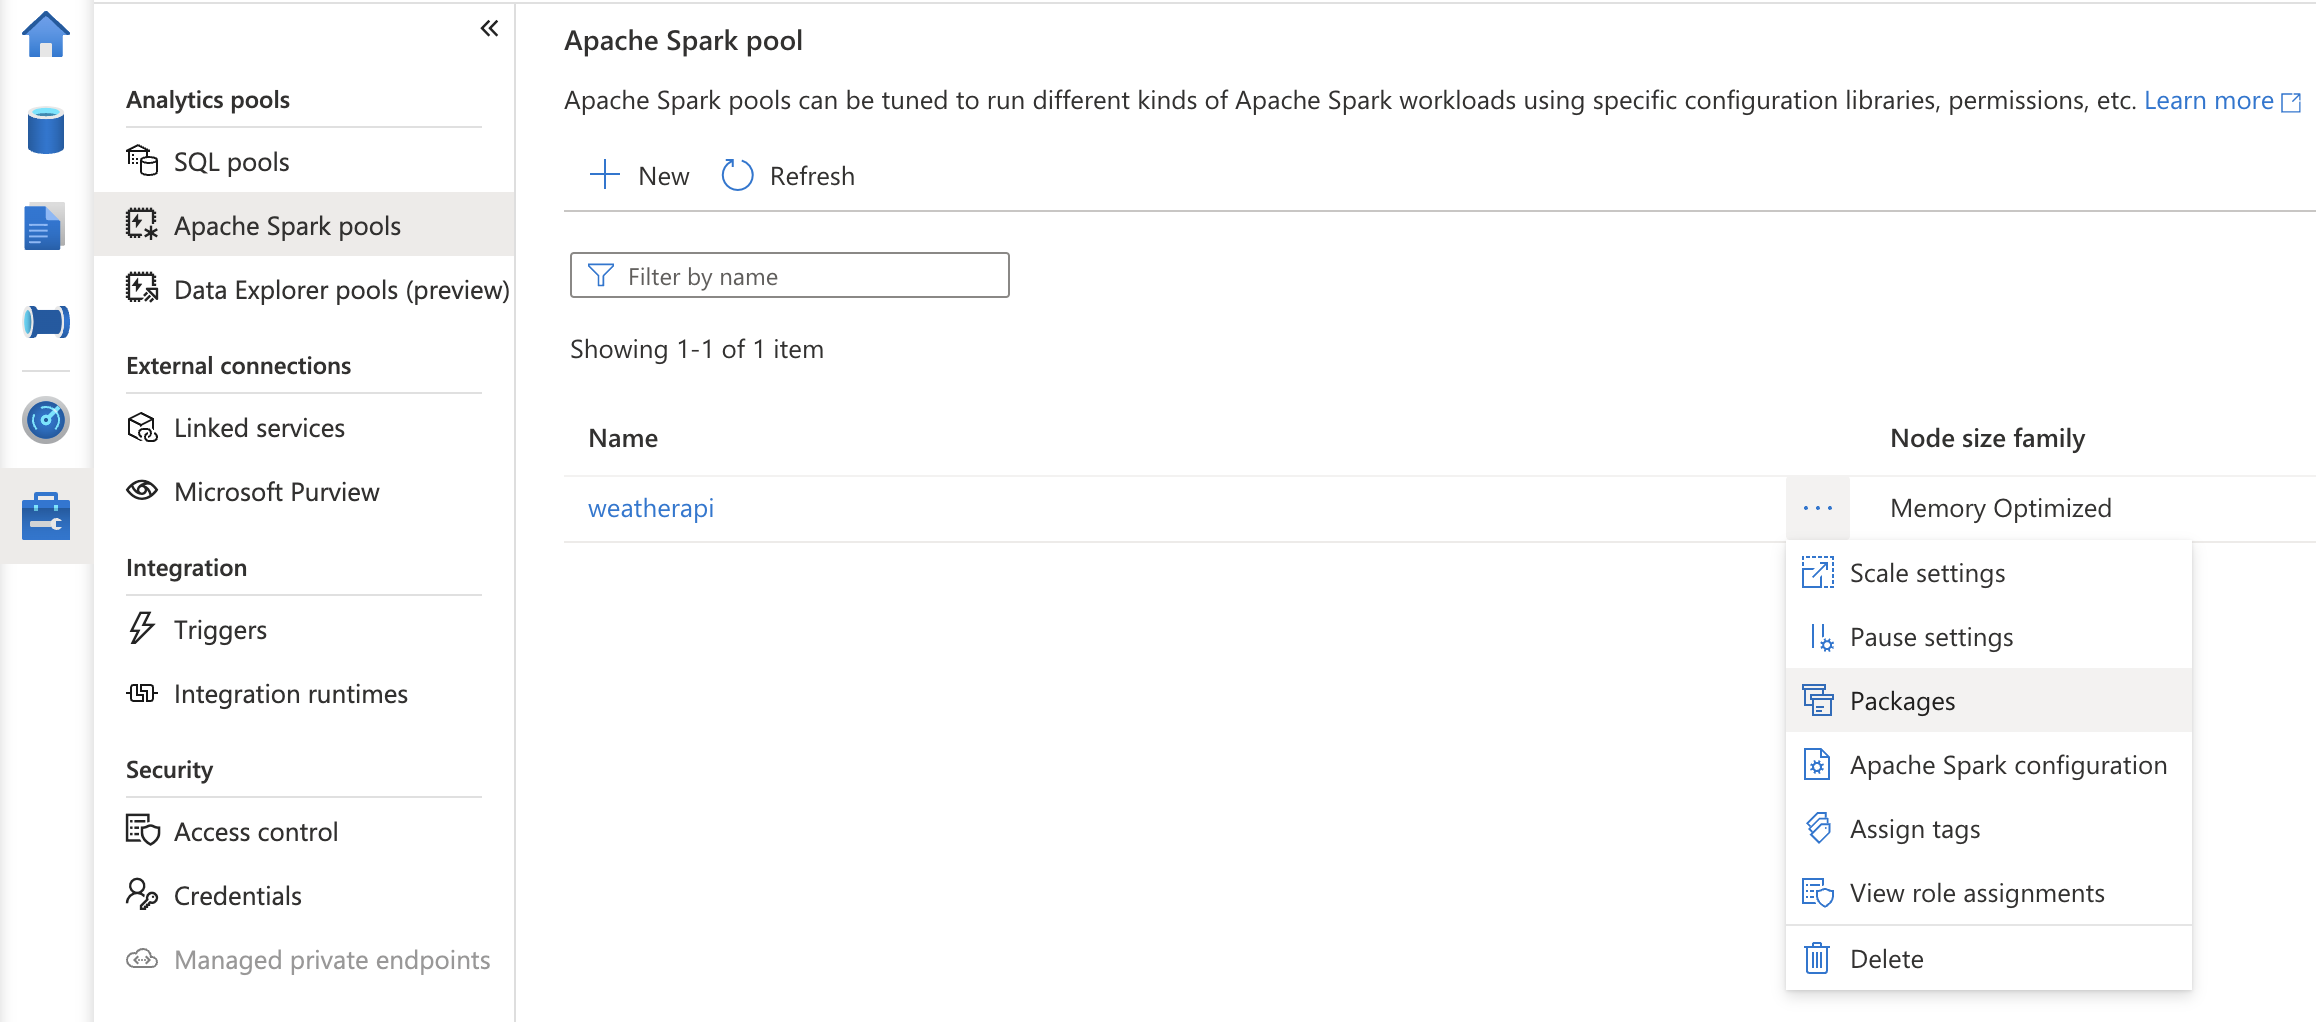 Analytics pools
SQL pools
Apache Spark pools
Data Explorer pools (preview)
External connections
Linked services
Microsoft Purview
Integration
Triggers
Integration runtimes
Security
Access control
Credentials
Managed private endpoints
Apache Spark pool
Apache Spark pools can be tuned to run different kinds of Apache Spark workloads using specific configuration libraries, permissions, etc. Learn more
New Refresh
Filter by name
Showing 1-1 of 1 item
Name Node size family
weatherapi ... Memory Optimized
Scale settings
Pause settings
Packages
Apache Spark configuration
Assign tags
View role assignments
Delete